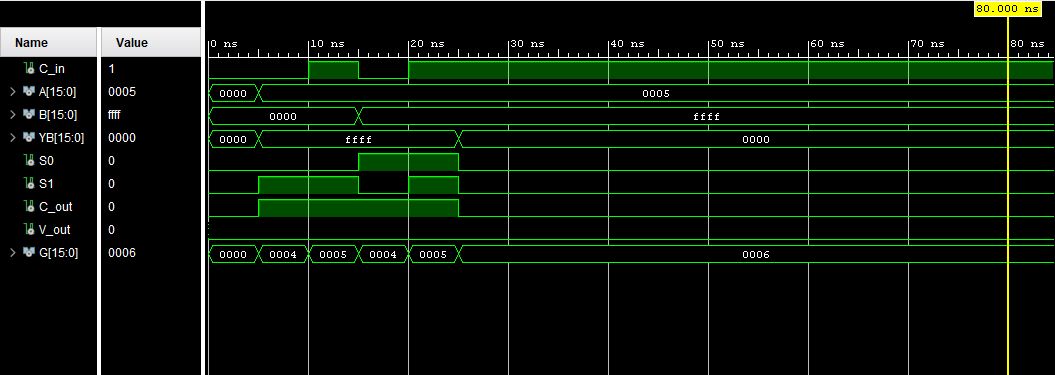 80.000 ns
Name Value
0 ns 10 ns 20 ns 30 ns 40 ns 50 ns 60 ns 70 ns 80 ns
C_in 1
A[15:0] 0005 0000 0005
B[15:0] ffff 0000 ffff
YB[15:0] 0000 0000 ffff 0000
S0 0
S1 0
C_out 0
V_out 0
G[15:0] 0006 0000 0004 0005 0004 0005 0006